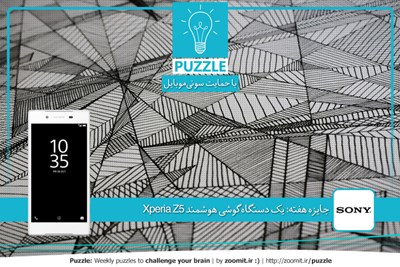 PUZZLE
با حمایت سونی‌موبایل
10
35
جایزه هفته: یک دستگاه گوشی هوشمند Xperia Z5
SONY
Puzzle: Weekly puzzles to challenge your brain | by zoomit.ir :) | http://zoomit.ir/puzzle